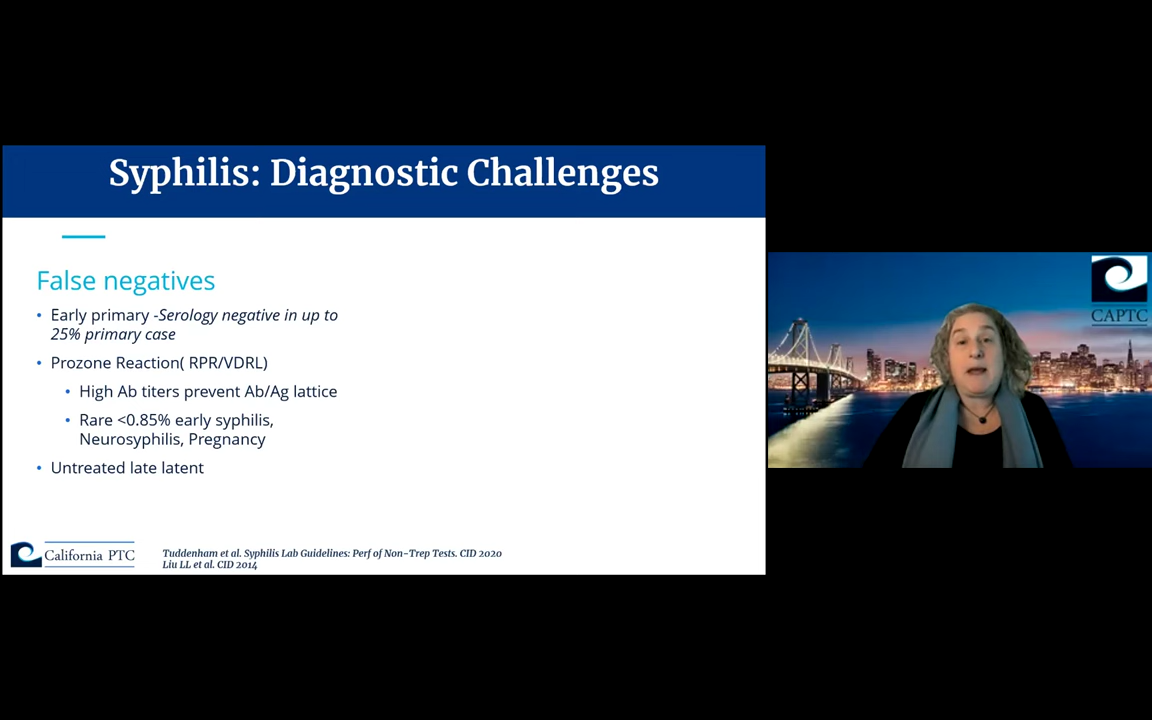 Syphilis: Diagnostic Challenges
False negatives
• Early primary -Serology negative in up to
25% primary case
• Prozone Reaction( RPR/VDRL)
• High Ab titers prevent Ab/Ag lattice
• Rare <0.85% early syphilis,
Neurosyphilis, Pregnancy
• Untreated late latent
California PTC
Tuddenham et al. Syphilis Lab Guidelines: Perf of Non-Trep Tests. CID 2020
Liu LL et al. CID 2014
CAPTC